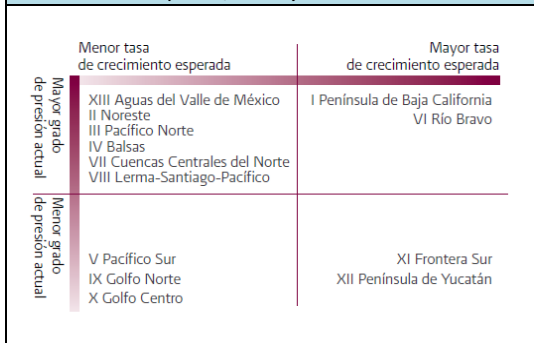 Menor tasa
de crecimiento esperada
Mayor tasa
de crecimiento esperada
Mayor grado
de presión actual
XIII Aguas del Valle de México
II Noreste
III Pacífico Norte
IV Balsas
VII Cuencas Centrales del Norte
VIII Lerma-Santiago-Pacífico
I Península de Baja California
VI Río Bravo
Menor grado
de presión actual
V Pacífico Sur
IX Golfo Norte
X Golfo Centro
XI Frontera Sur
XII Península de Yucatán